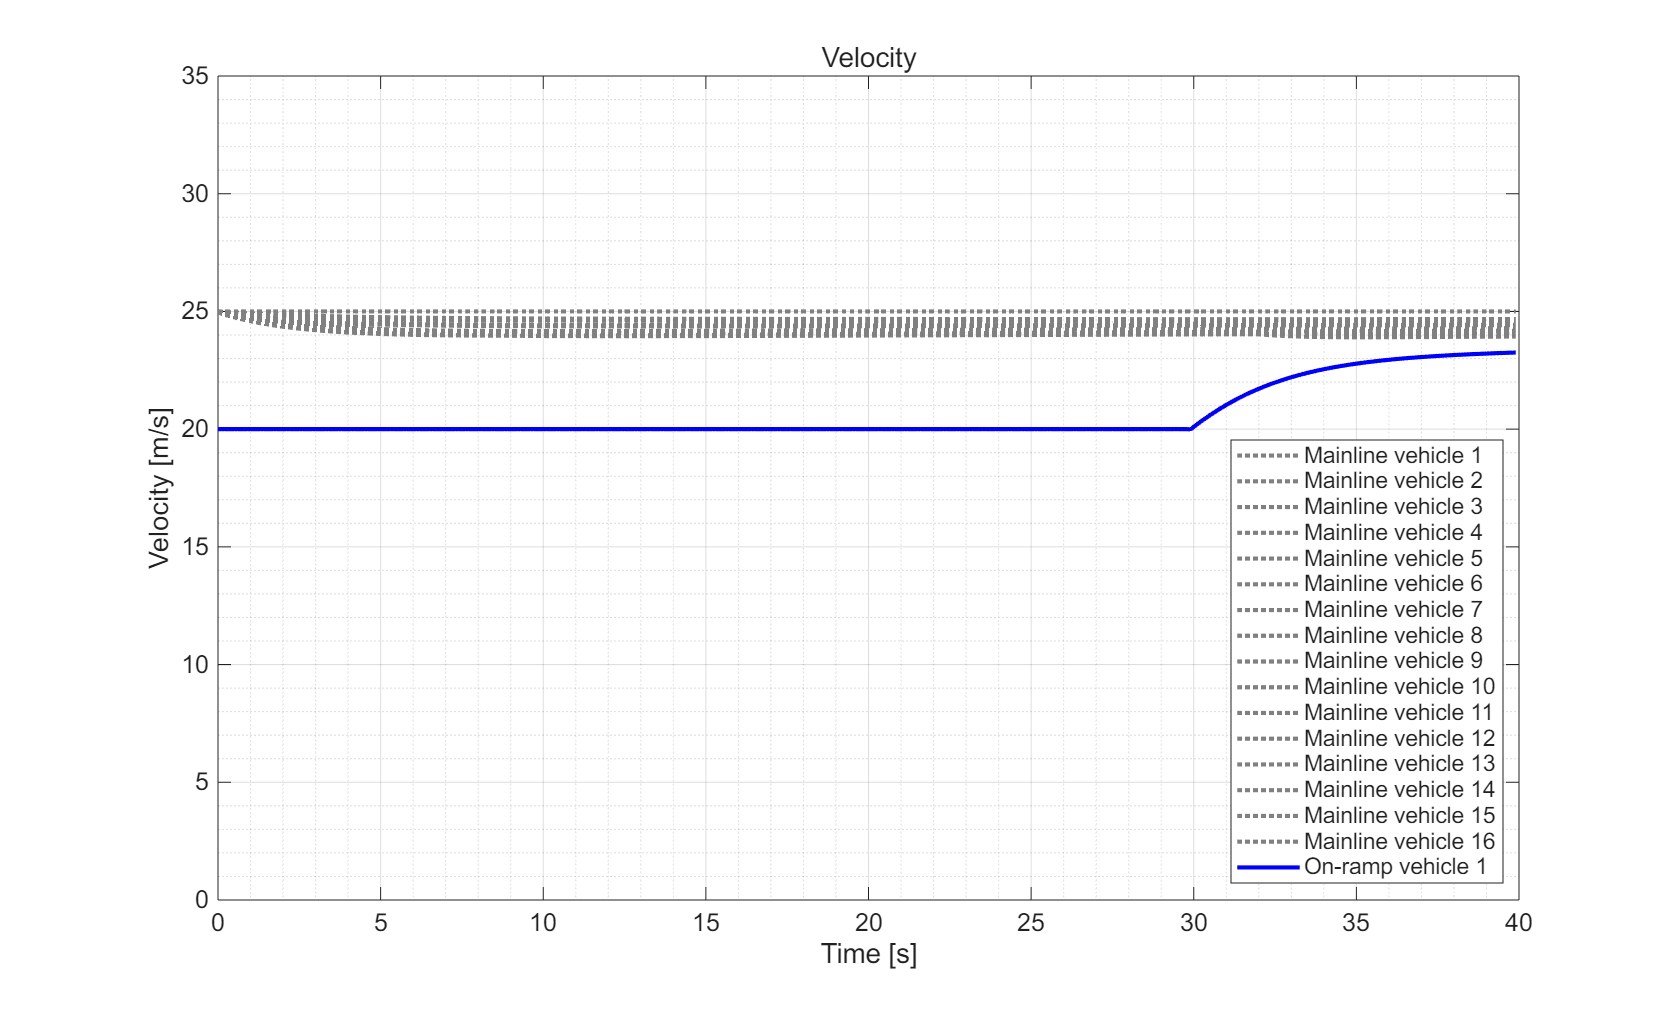 Velocity
35
30
25
20
15
10
5
0
Velocity [m/s]
0 5 10 15 20 25 30 35 40
Time [s]
Mainline vehicle 1
Mainline vehicle 2
Mainline vehicle 3
Mainline vehicle 4
Mainline vehicle 5
Mainline vehicle 6
Mainline vehicle 7
Mainline vehicle 8
Mainline vehicle 9
Mainline vehicle 10
Mainline vehicle 11
Mainline vehicle 12
Mainline vehicle 13
Mainline vehicle 14
Mainline vehicle 15
Mainline vehicle 16
On-ramp vehicle 1